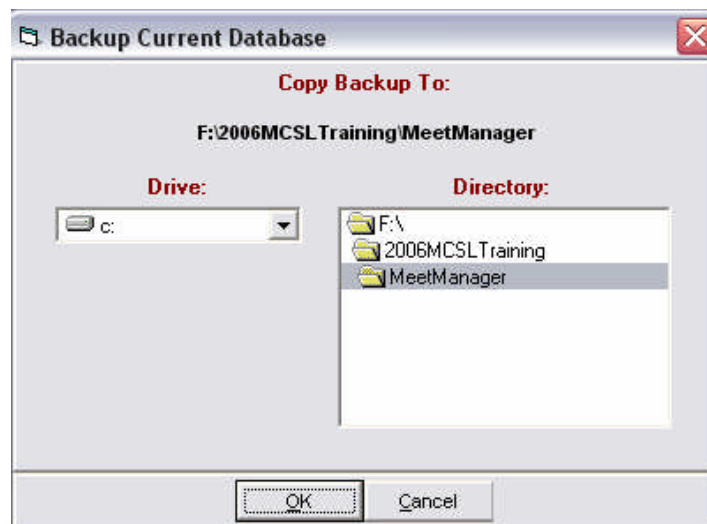 Backup Current Database
Copy Backup To:
F:\2006MCSLTraining\MeetManager
Drive:
Directory:
c:
F:\
2006MCSLTraining
MeetManager
OK
Cancel